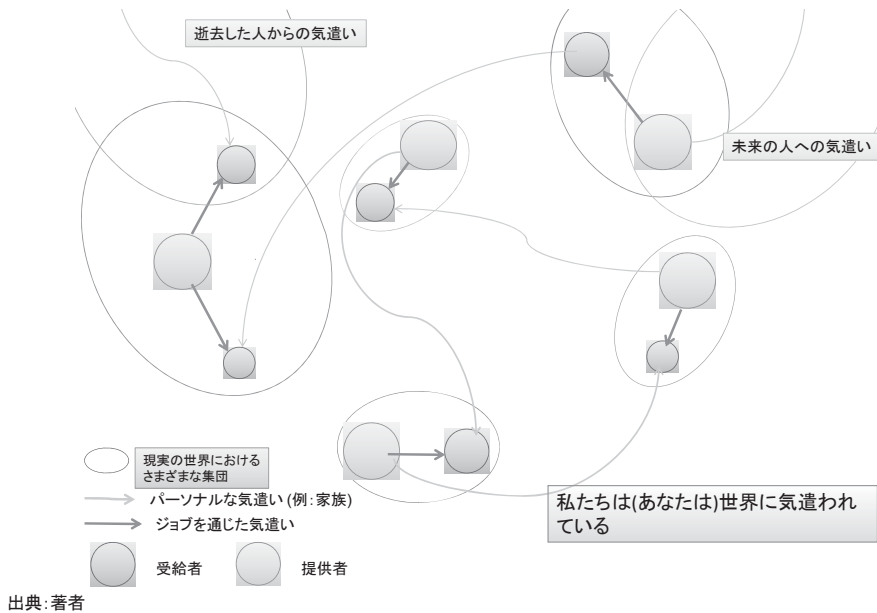 逝去した人からの気遣い
未来の人への気遣い
現実の世界における
さまざまな集団
パーソナルな気遣い(例:家族)
ジョブを通じた気遣い
受給者
提供者
私たちは(あなたは)世界に気遣われ
ている
出典:著者